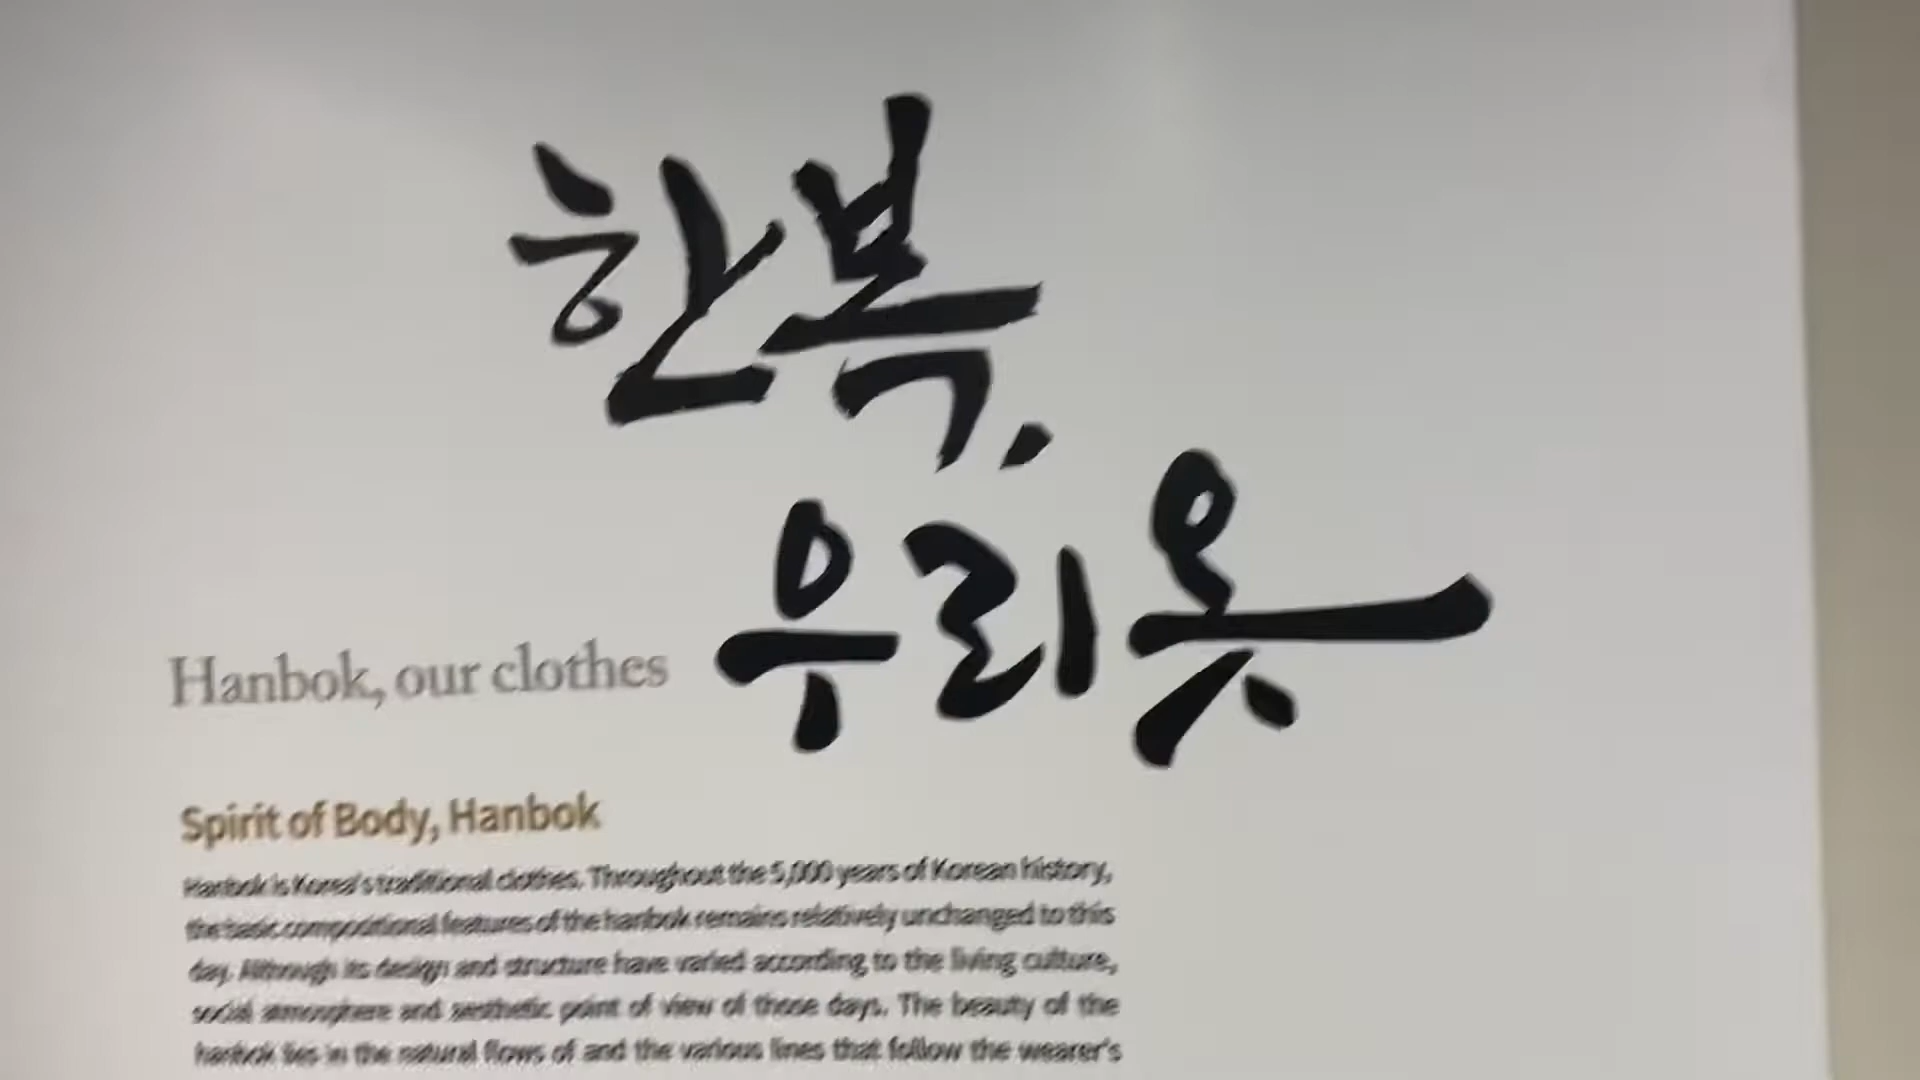 한복,
우리옷
Hanbok, our clothes
Spirit of Body, Hanbok
Hanbok is Korea's traditional clothes. Throughout the 5,000 years of Korean history,
the basic compositional features of the hanbok remains relatively unchanged to this
day. Although its design and structure have varied according to the living culture,
social atmosphere and aesthetic point of view of those days. The beauty of the
hanbok lies in the natural flows of and the various lines that follow the wearer's